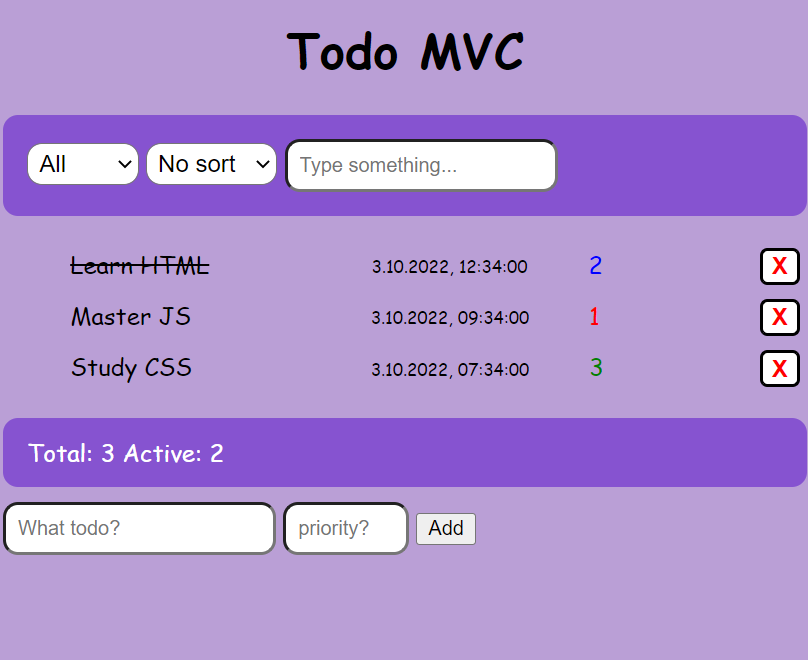 Todo MVC
All No sort Type something...
Learn HTML 3.10.2022, 12:34:00 2 X
Master JS 3.10.2022, 09:34:00 1 X
Study CSS 3.10.2022, 07:34:00 3 X
Total: 3 Active: 2
What todo? priority? Add